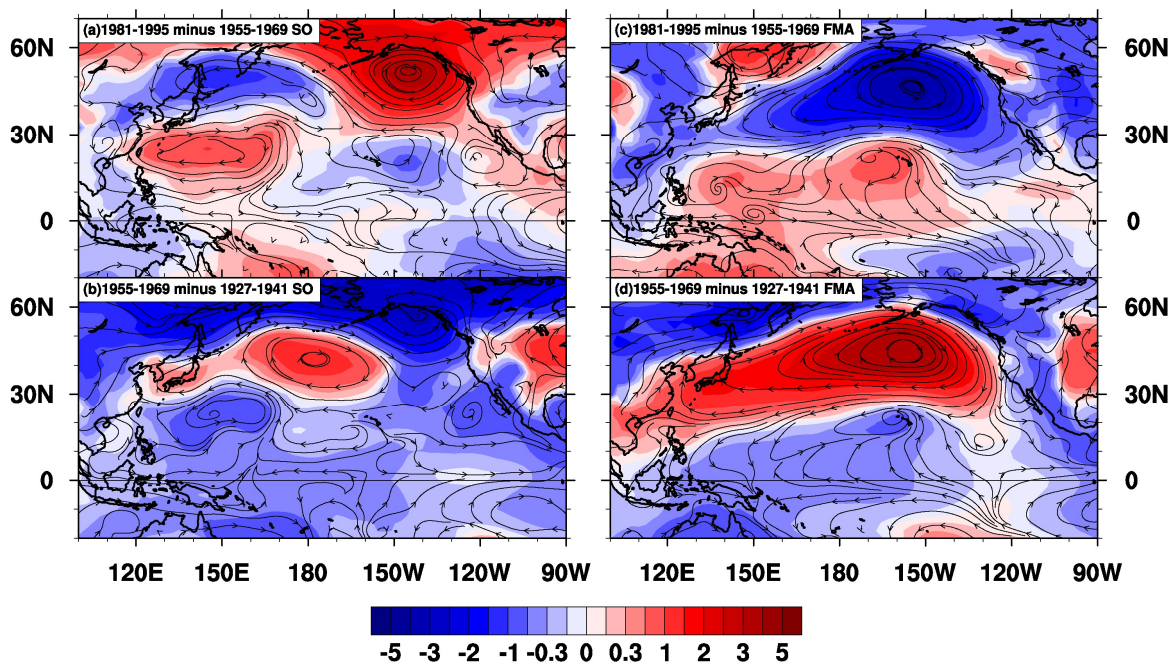 (a)1981-1995 minus 1955-1969 SO
(c)1981-1995 minus 1955-1969 FMA
60N
60N
30N
30N
0
0
(b)1955-1969 minus 1927-1941 SO
(d)1955-1969 minus 1927-1941 FMA
60N
60N
30N
30N
0
0
120E 150E 180 150W 120W 90W
120E 150E 180 150W 120W 90W
-5 -3 -2 -1 -0.3 0 0.3 1 2 3 5